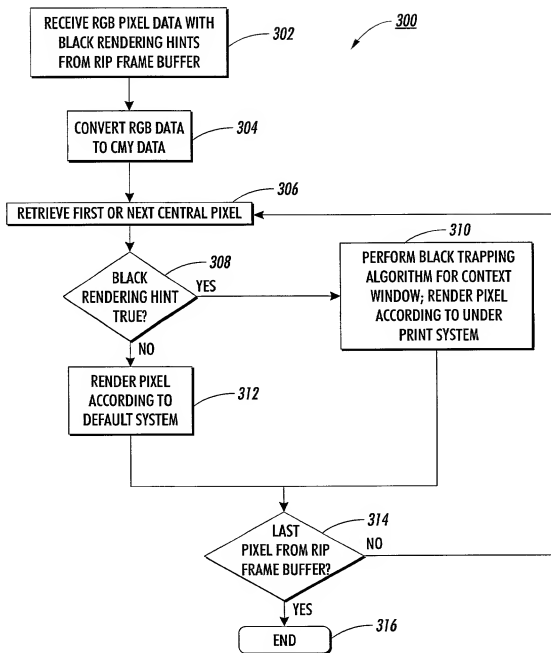 RECEIVE RGB PIXEL DATA WITH
BLACK RENDERING HINTS
FROM RIP FRAME BUFFER
302
300
CONVERT RGB DATA
TO CMY DATA
304
306
RETRIEVE FIRST OR NEXT CENTRAL PIXEL
308
BLACK
RENDERING HINT
TRUE?
YES
NO
310
PERFORM BLACK TRAPPING
ALGORITHM FOR CONTEXT
WINDOW; RENDER PIXEL
ACCORDING TO UNDER
PRINT SYSTEM
RENDER PIXEL
ACCORDING TO
DEFAULT SYSTEM
312
314
LAST
PIXEL FROM RIP
FRAME BUFFER?
NO
YES
END
316